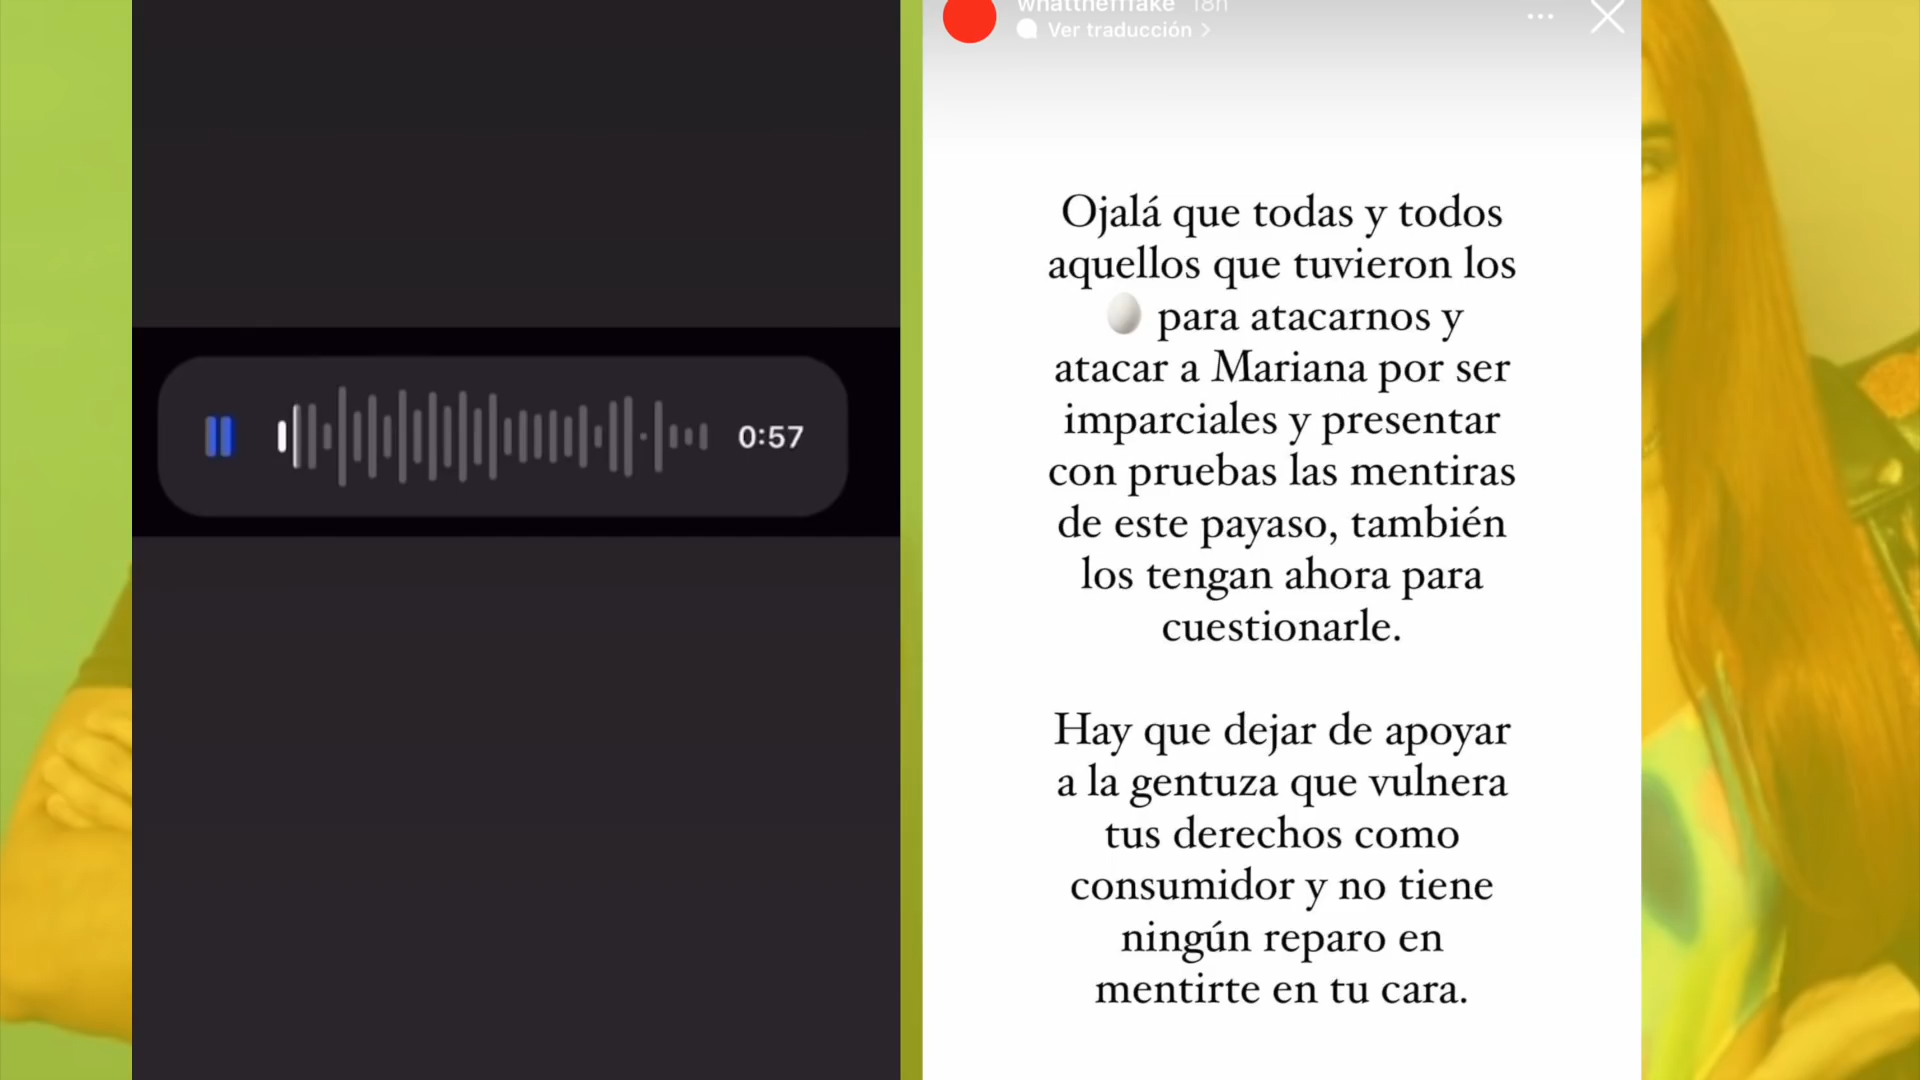 0:57
whatthefffake 18h
Ver traducción >
Ojalá que todas y todos
aquellos que tuvieron los
🥚 para atacarnos y
atacar a Mariana por ser
imparciales y presentar
con pruebas las mentiras
de este payaso, también
los tengan ahora para
cuestionarle.
Hay que dejar de apoyar
a la gentuza que vulnera
tus derechos como
consumidor y no tiene
ningún reparo en
mentirte en tu cara.